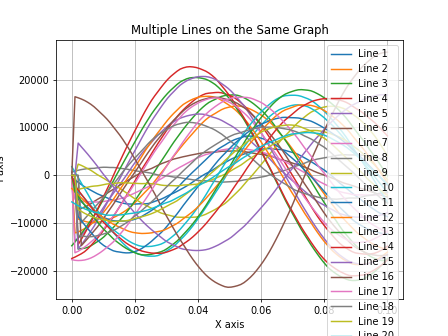 Multiple Lines on the Same Graph
20000
10000
0
−10000
−20000
0.00
0.02
0.04
0.06
X axis
Line 1
Line 2
Line 3
Line 4
Line 5
Line 6
Line 7
Line 8
Line 9
Line 10
Line 11
Line 12
Line 13
Line 14
Line 15
Line 16
Line 17
Line 18
Line 19
Line 20